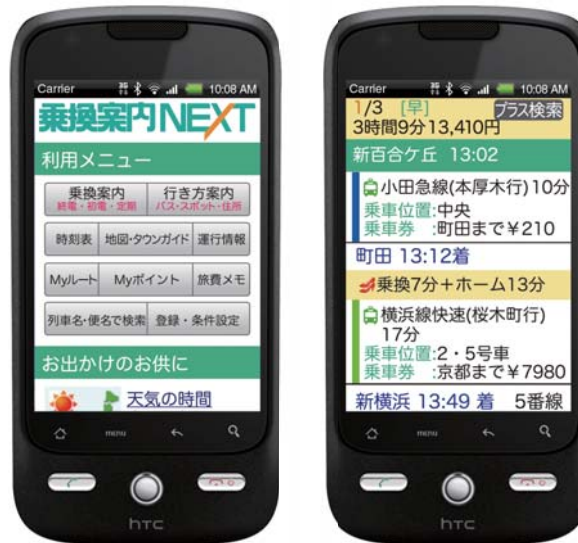 Carrier 10:08 AM
乗換案内NEXT
利用メニュー
乗換案内 行き方案内
終電・初電・定期 バス・スポット・住所
時刻表 地図・タウンガイド 運行情報
Myルート Myポイント 旅費メモ
列車名・便名で検索 登録・条件設定
お出かけのお供に
天気の時間
menu
htc
Carrier 10:08 AM
1/3 [早] プラス検索
3時間9分13,410円
新百合ケ丘 13:02
小田急線(本厚木行)10分
乗車位置:中央
乗車券 :町田まで¥210
町田 13:12着
乗換7分+ホーム13分
横浜線快速(桜木町行)
17分
乗車位置:2・5号車
乗車券 :京都まで¥7980
新横浜 13:49 着 5番線
menu
htc